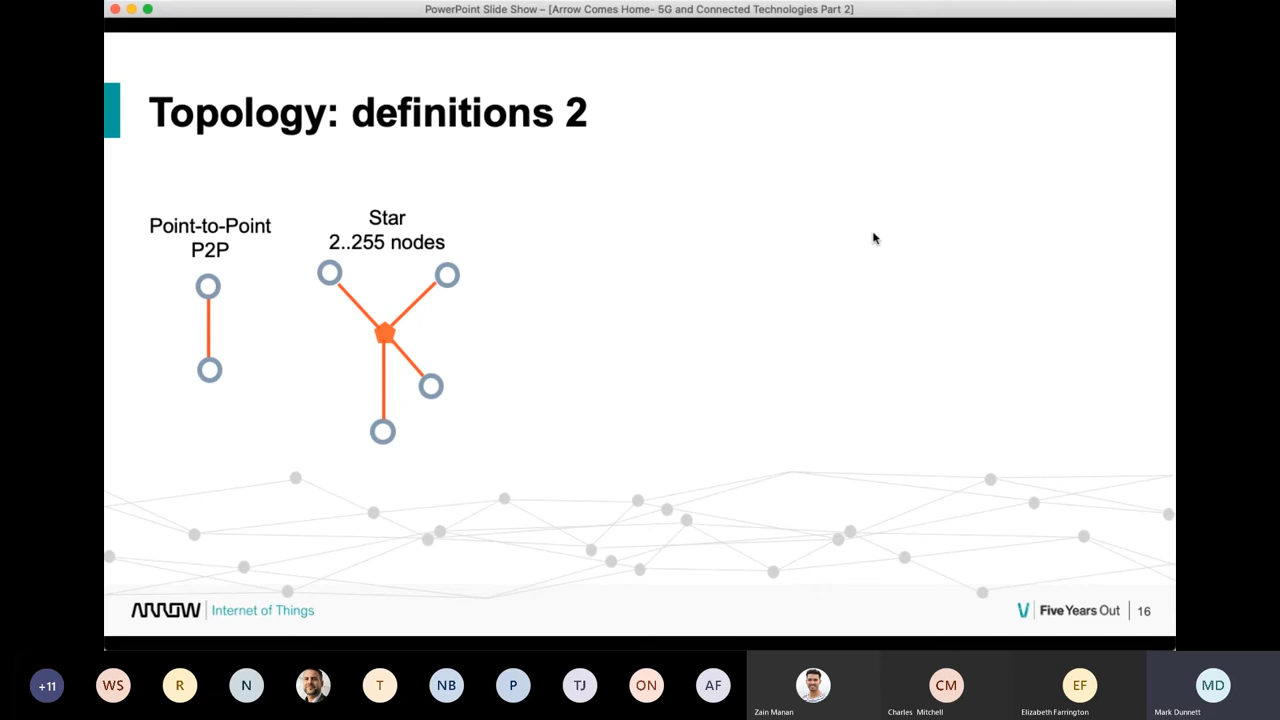 PowerPoint Slide Show – [Arrow Comes Home- 5G and Connected Technologies Part 2]
Topology: definitions 2
Point-to-Point
P2P
Star
2..255 nodes
ARROW Internet of Things
Five Years Out 16
+11 WS R N T NB P TJ ON AF CM EF MD
Zain Manan Charles Mitchell Elizabeth Farrington Mark Dunnett